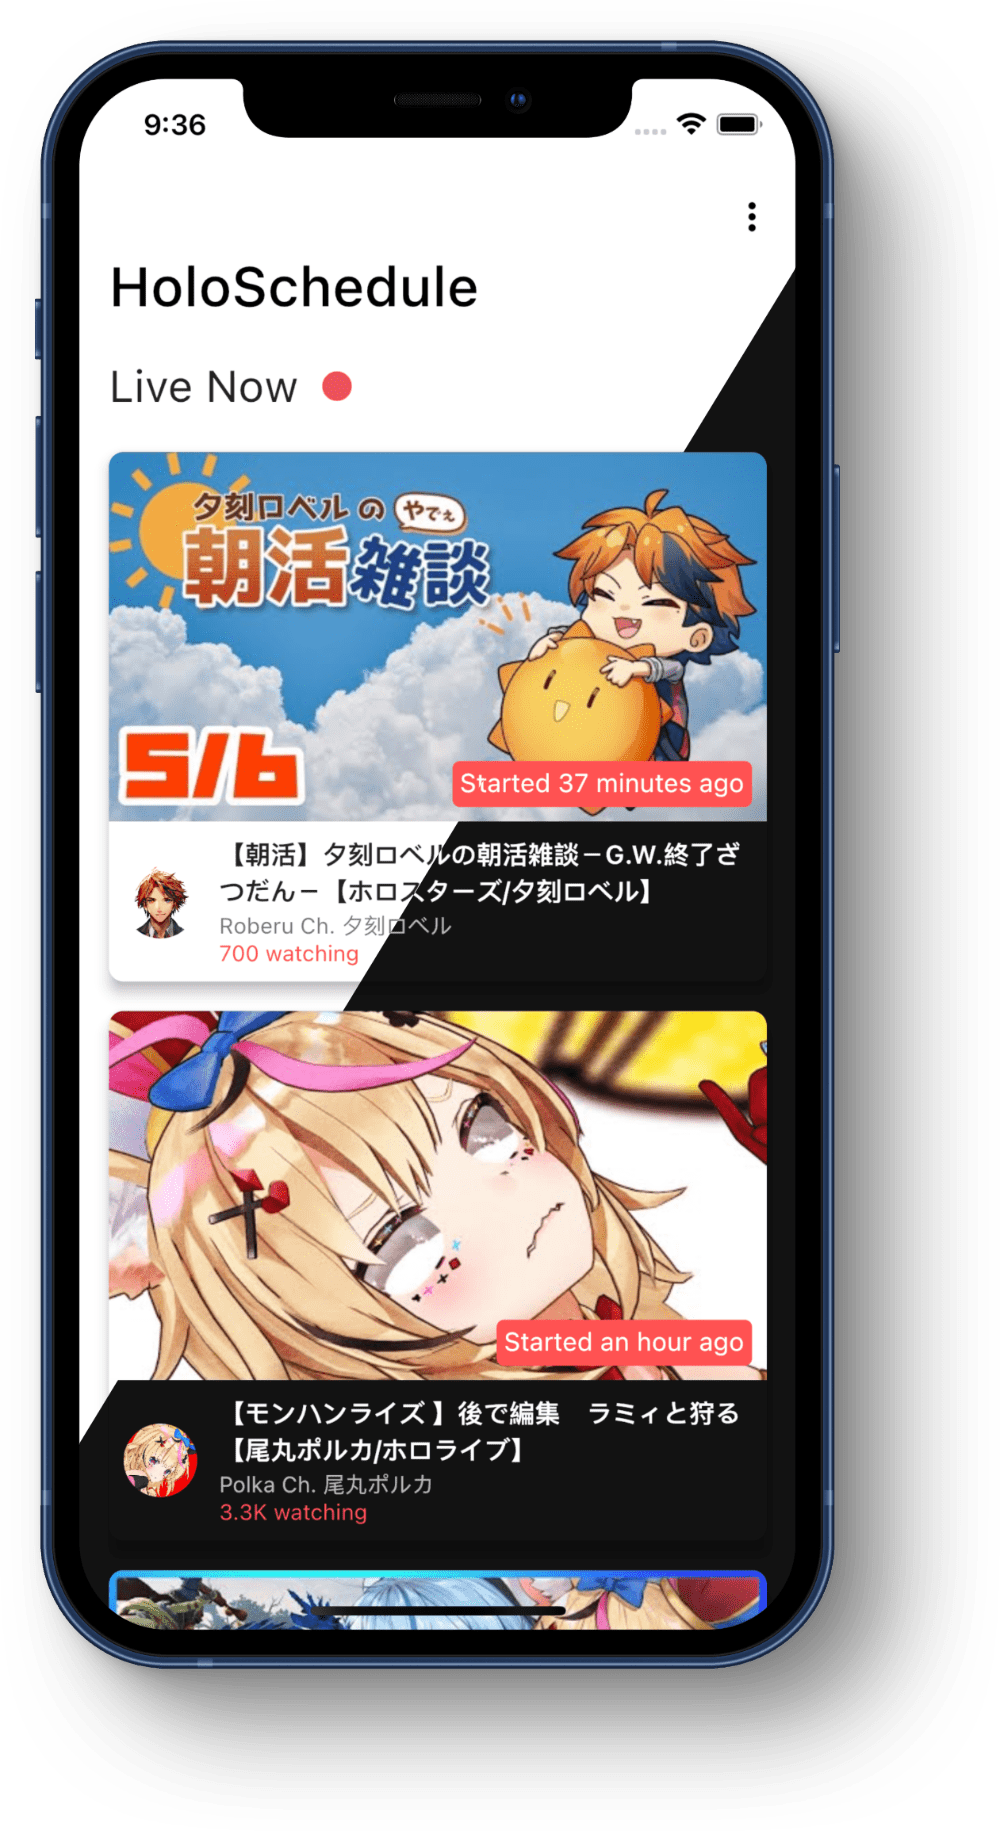 9:36
HoloSchedule
Live Now
夕刻ロベル の やでぇ
朝活雑談
5/6
Started 37 minutes ago
【朝活】夕刻ロベルの朝活雑談－G.W.終了ざ
つだん－【ホロスターズ/夕刻ロベル】
Roberu Ch. 夕刻ロベル
700 watching
Started an hour ago
【モンハンライズ 】後で編集　ラミィと狩る
【尾丸ポルカ/ホロライブ】
Polka Ch. 尾丸ポルカ
3.3K watching